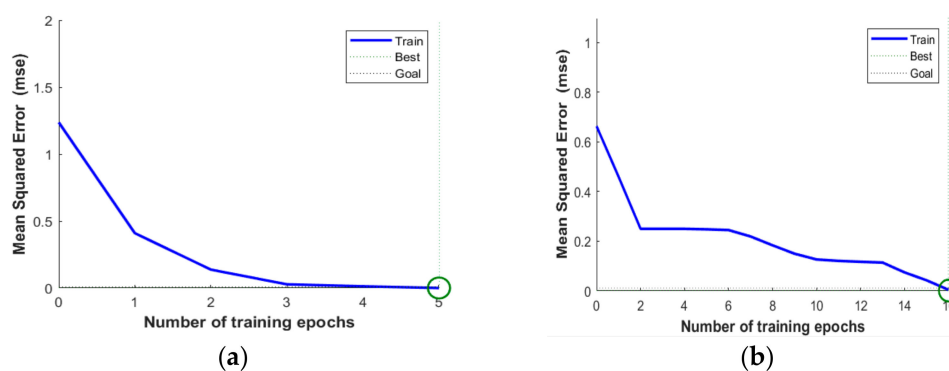 2
1.5
1
0.5
0
Mean Squared Error (mse)
Train
Best
Goal
0 1 2 3 4 5
Number of training epochs
(a)
1
0.8
0.6
0.4
0.2
0
Mean Squared Error (mse)
Train
Best
Goal
0 2 4 6 8 10 12 14
Number of training epochs
(b)